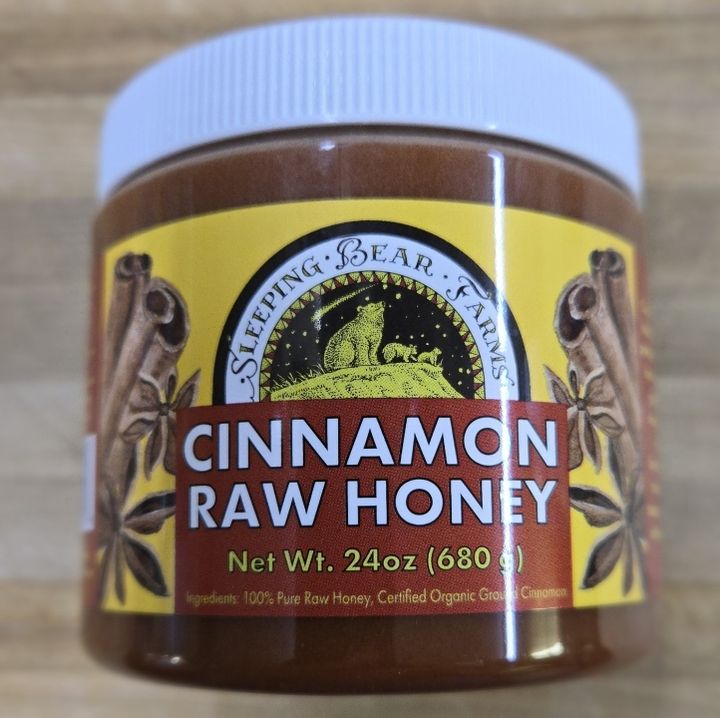 · SLEEPING · BEAR · FARMS ·
CINNAMON
RAW HONEY
Net Wt. 24oz (680 g)
Ingredients: 100% Pure Raw Honey, Certified Organic Ground Cinnamon